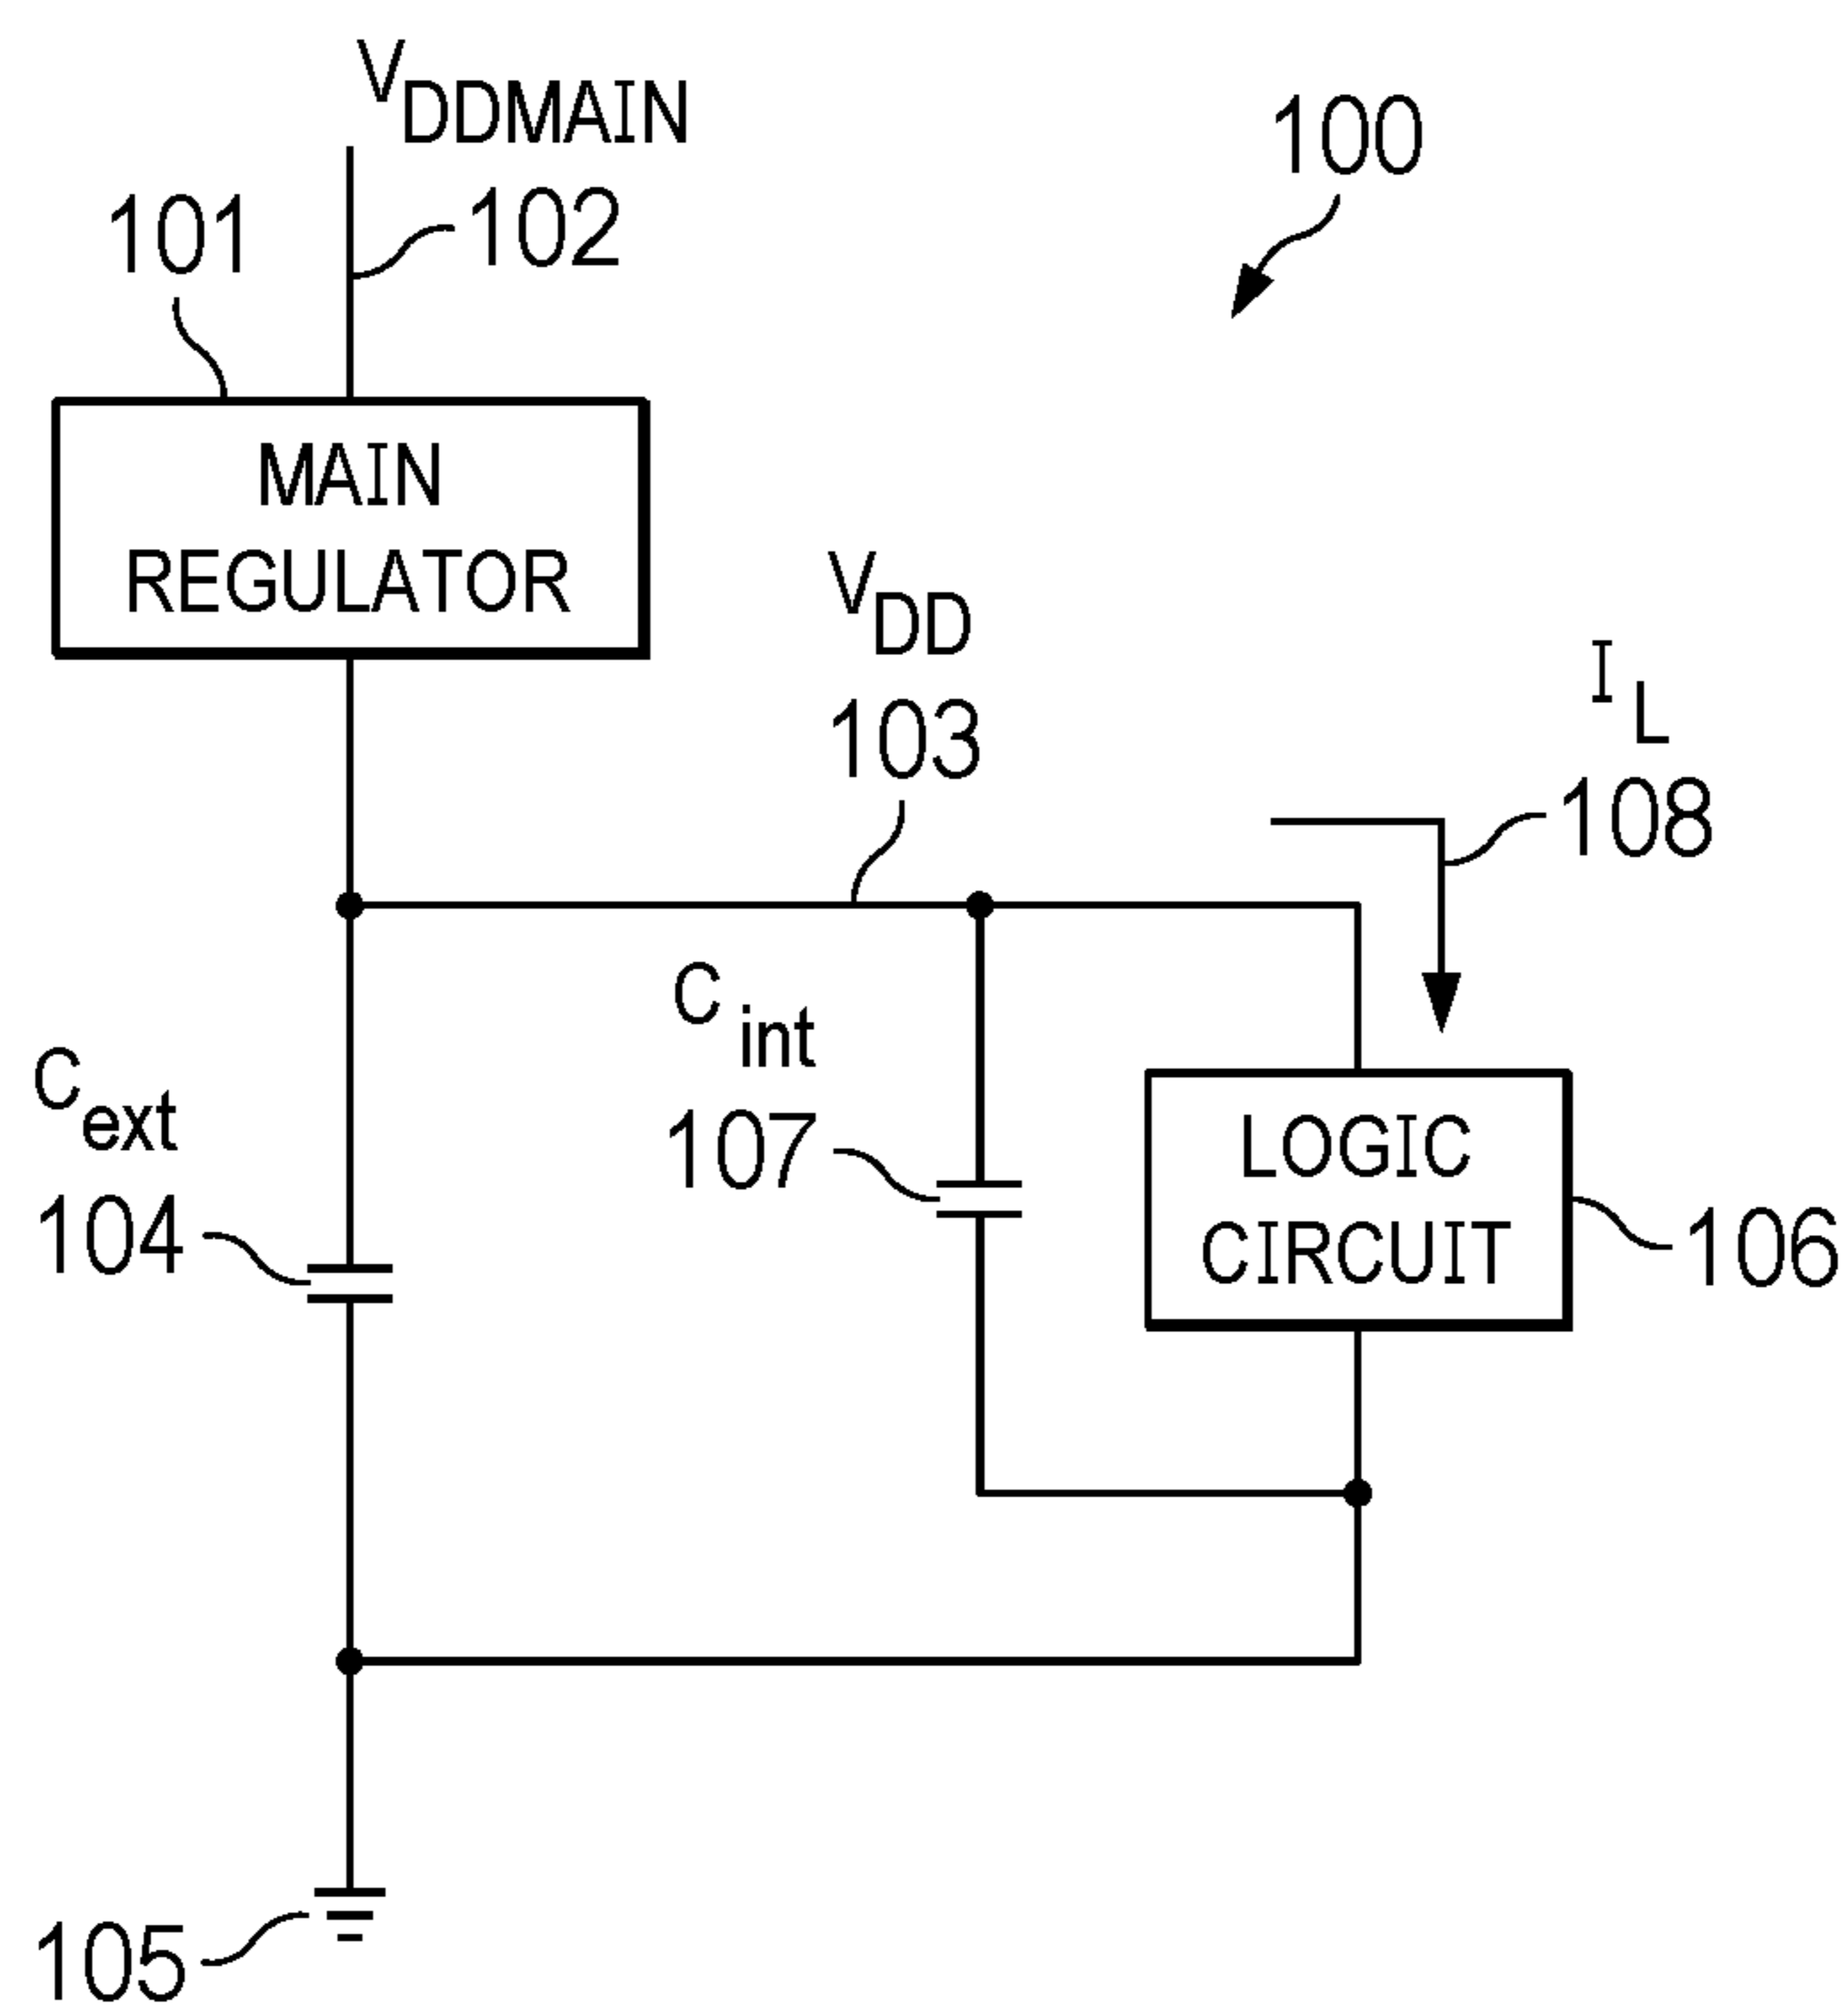 VDDMAIN
102
100
101
MAIN
REGULATOR
VDD
103
IL
108
Cint
107
Cext
104
LOGIC
CIRCUIT
106
105